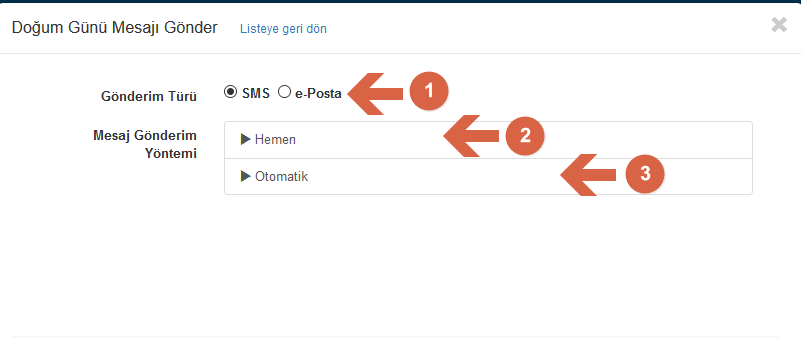 Doğum Günü Mesajı Gönder Listeye geri dön
Gönderim Türü SMS e-Posta 1
Mesaj Gönderim Yöntemi
Hemen 2
Otomatik 3